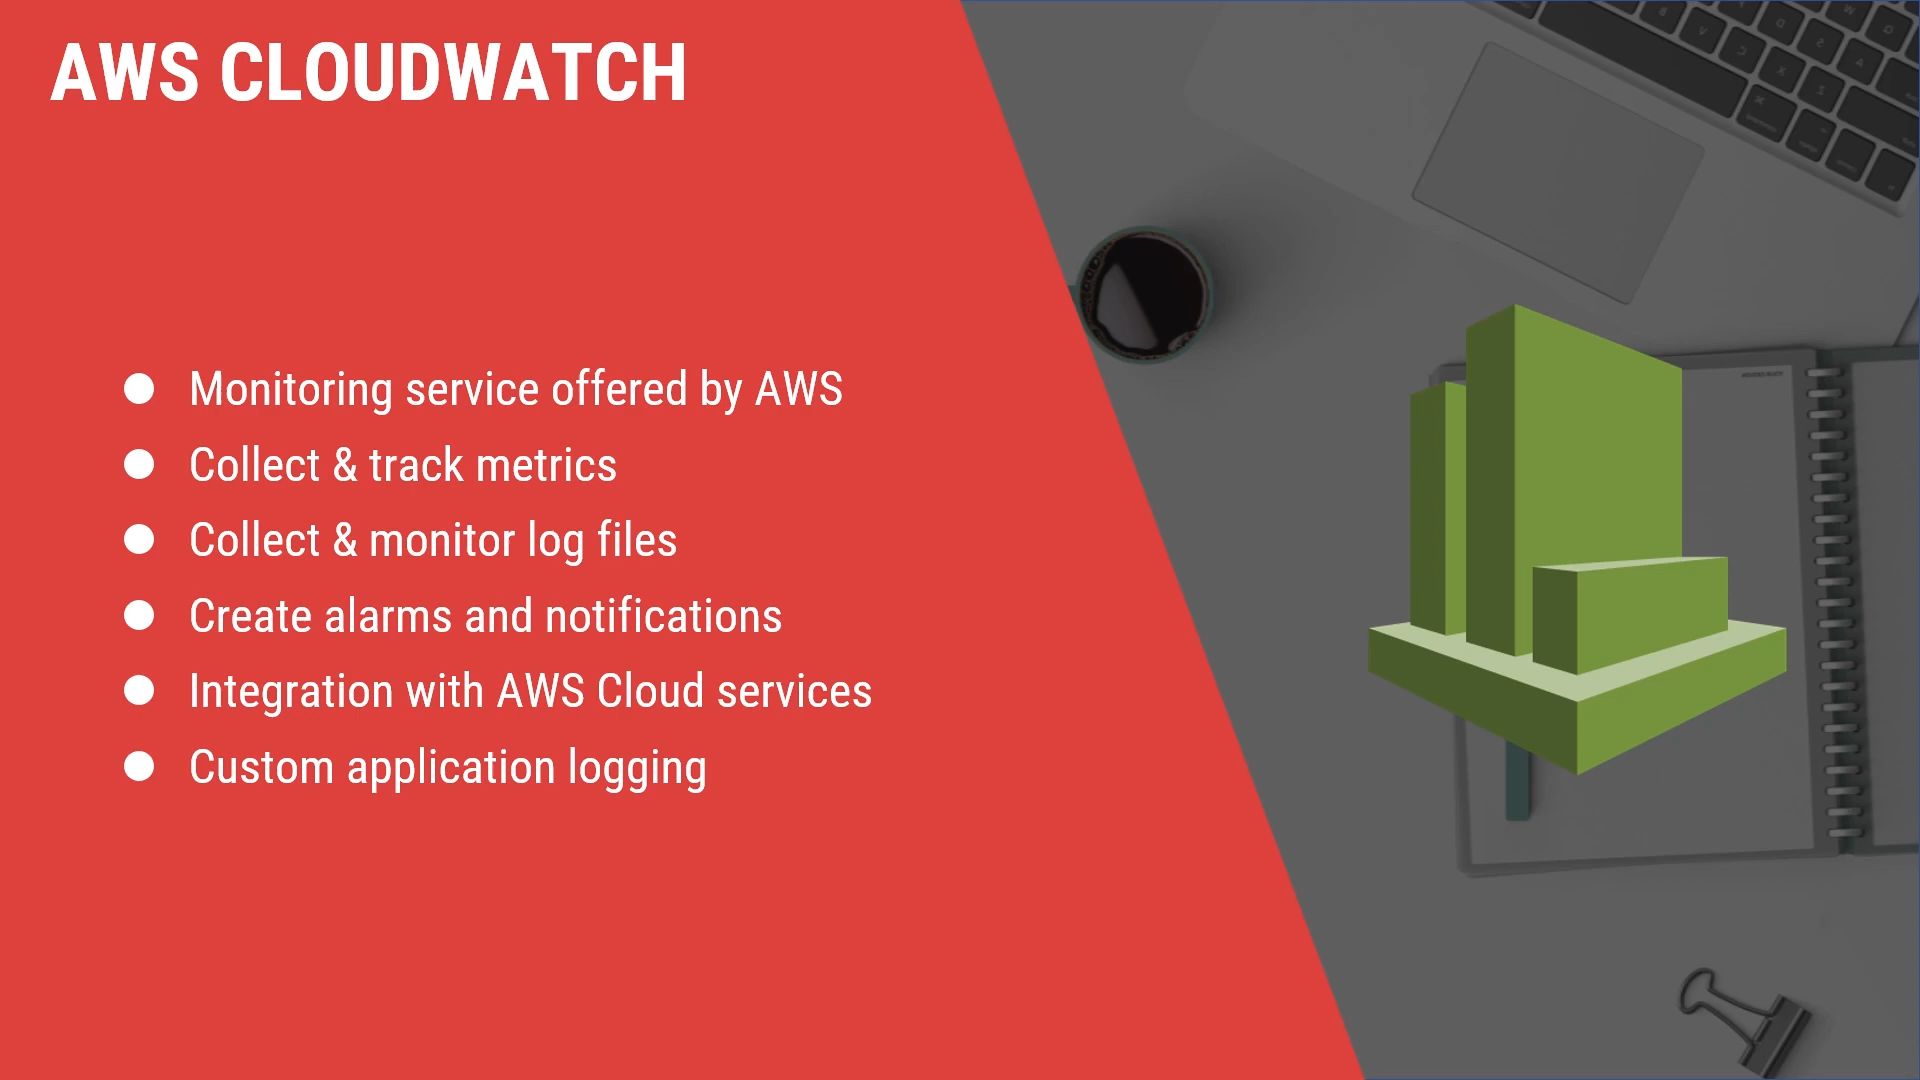 AWS CLOUDWATCH
Monitoring service offered by AWS
Collect & track metrics
Collect & monitor log files
Create alarms and notifications
Integration with AWS Cloud services
Custom application logging